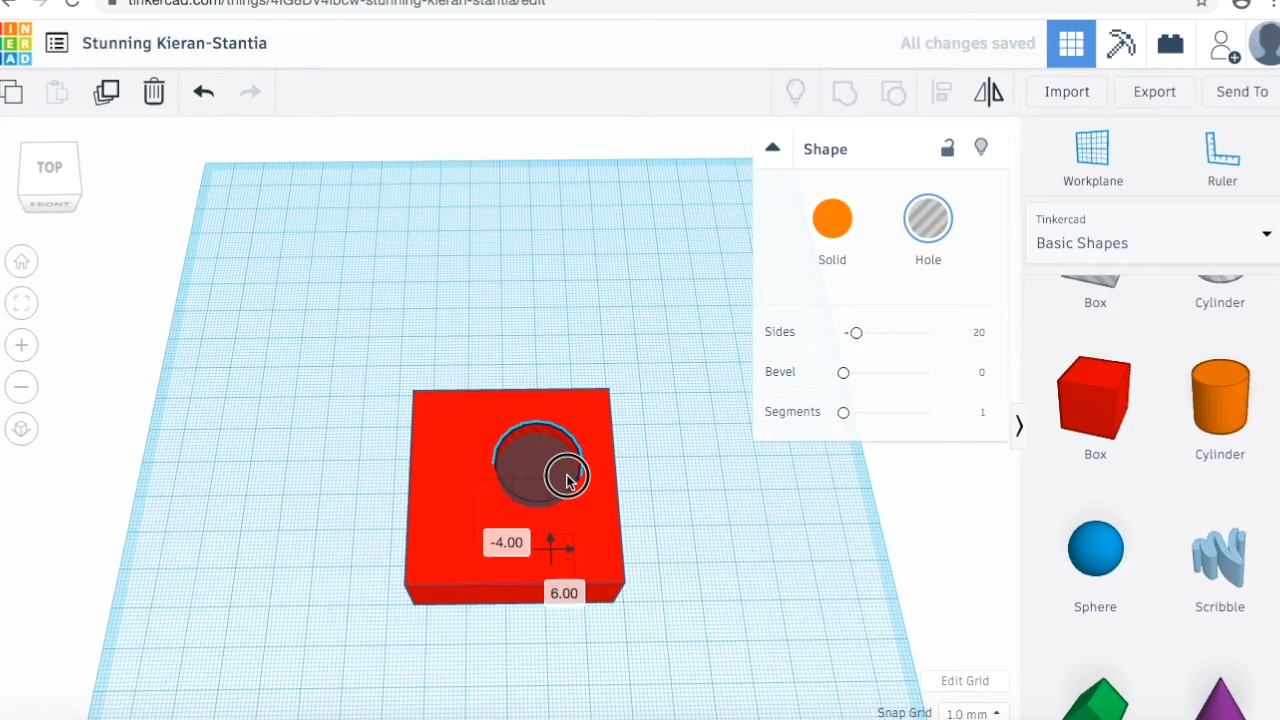 Stunning Kieran-Stantia
All changes saved
Import
Export
Send To
TOP
FRONT
Shape
Solid
Hole
Sides
20
Bevel
0
Segments
1
Workplane
Ruler
Tinkercad
Basic Shapes
Box
Cylinder
Box
Cylinder
Sphere
Scribble
-4.00
6.00
Edit Grid
Snap Grid
1.0 mm